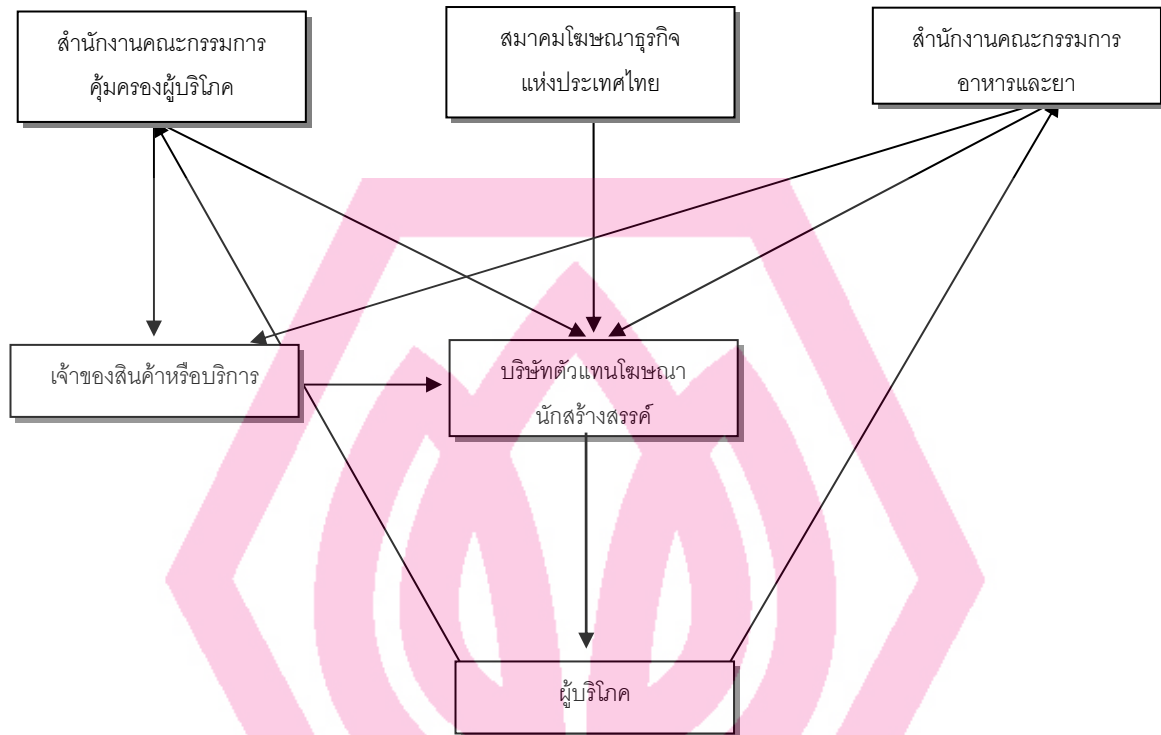 สำนักงานคณะกรรมการ
คุ้มครองผู้บริโภค
สมาคมโฆษณาธุรกิจ
แห่งประเทศไทย
สำนักงานคณะกรรมการ
อาหารและยา
เจ้าของสินค้าหรือบริการ
บริษัทตัวแทนโฆษณา
นักสร้างสรรค์
ผู้บริโภค